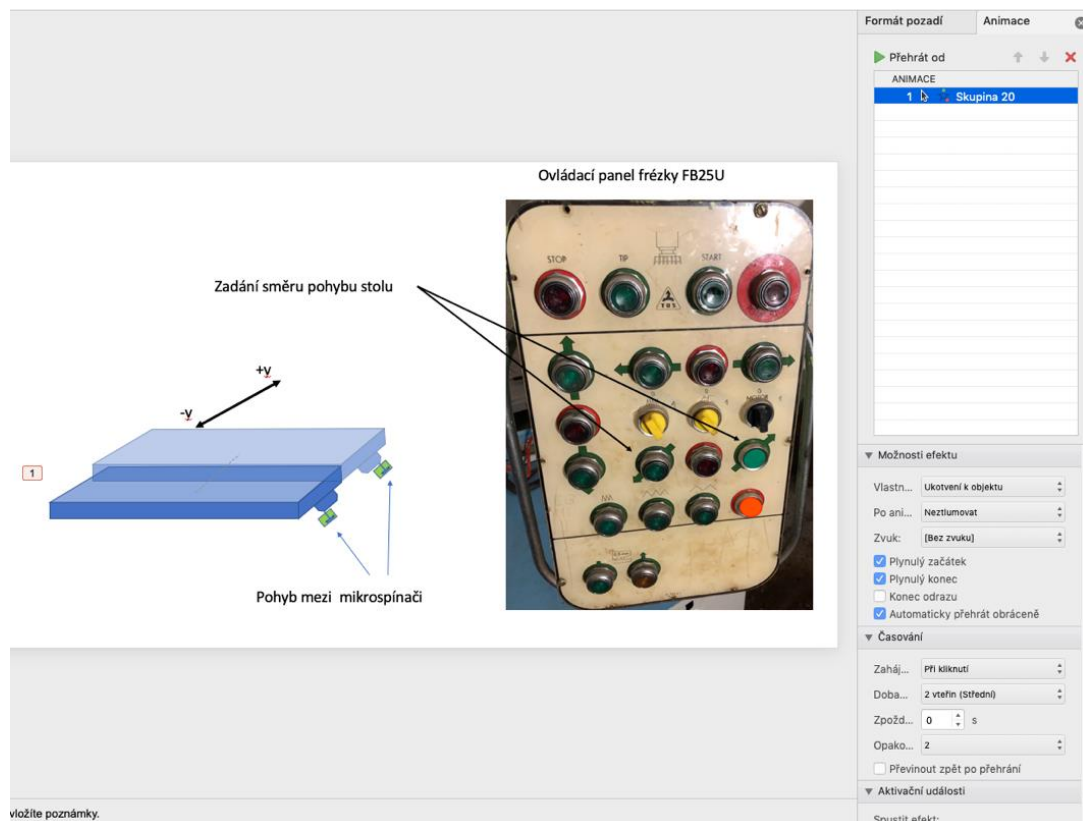 Formát pozadí
Animace
Přehrát od
ANIMACE
1 Skupina 20
Ovládací panel frézky FB25U
STOP
TIP
START
TOS
Zadání směru pohybu stolu
+y
-y
MOTOR
1
Pohyb mezi mikrospínači
Možnosti efektu
Vlastn... Ukotvení k objektu
Po ani... Neztlumovat
Zvuk: [Bez zvuku]
Plynulý začátek
Plynulý konec
Konec odrazu
Automaticky přehrát obráceně
Časování
Zaháj... Při kliknutí
Doba... 2 vteřin (Střední)
Zpožd... 0 s
Opako... 2
Převinout zpět po přehrání
Aktivační události
Spustit efekt:
vložíte poznámky.